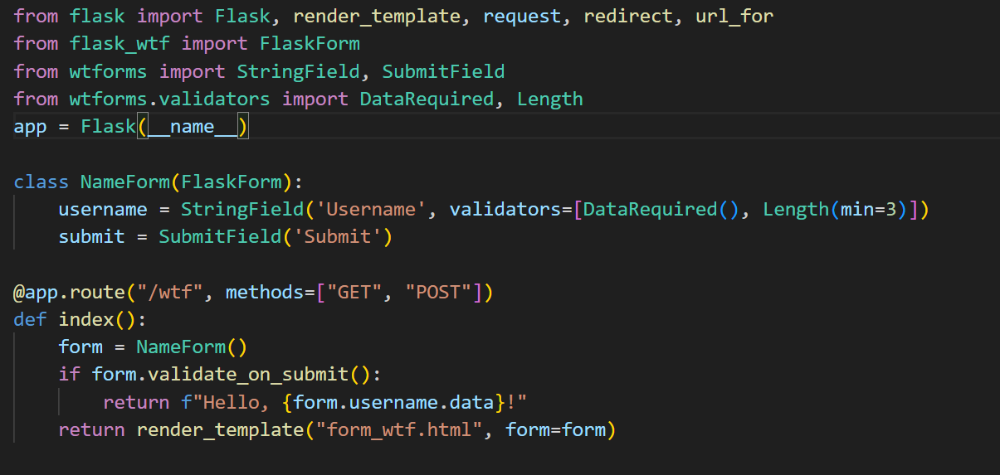 from flask import Flask, render_template, request, redirect, url_for
from flask_wtf import FlaskForm
from wtforms import StringField, SubmitField
from wtforms.validators import DataRequired, Length
app = Flask(__name__)

class NameForm(FlaskForm):
    username = StringField('Username', validators=[DataRequired(), Length(min=3)])
    submit = SubmitField('Submit')

@app.route("/wtf", methods=["GET", "POST"])
def index():
    form = NameForm()
    if form.validate_on_submit():
        return f"Hello, {form.username.data}!"
    return render_template("form_wtf.html", form=form)